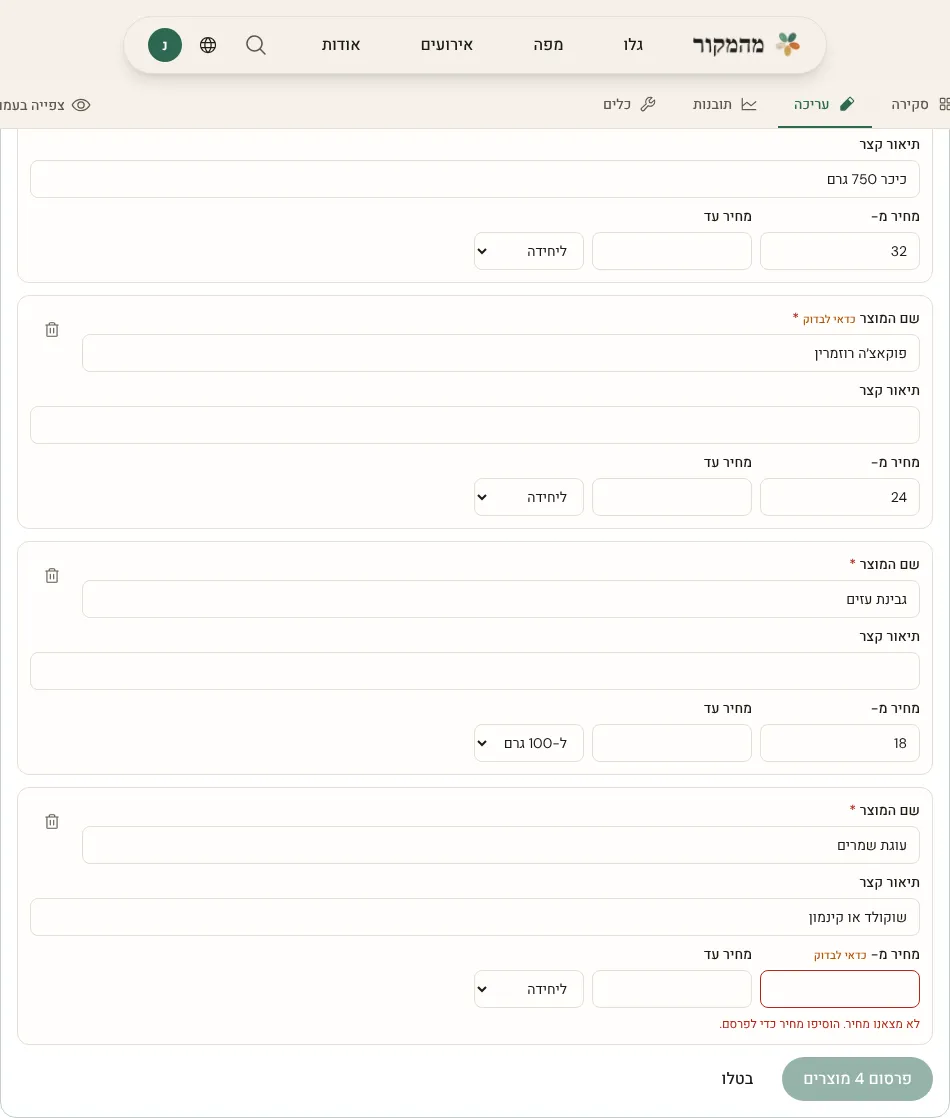 מהמקור
גלו
מפה
אירועים
אודות
נ
סקירה
עריכה
תובנות
כלים
צפייה בעמו
תיאור קצר
כיכר 750 גרם
מחיר מ-
מחיר עד
32
ליחידה
שם המוצר כדאי לבדוק *
פוקאצ'ה רוזמרין
תיאור קצר
מחיר מ-
מחיר עד
24
ליחידה
שם המוצר *
גבינת עזים
תיאור קצר
מחיר מ-
מחיר עד
18
ל-100 גרם
שם המוצר *
עוגת שמרים
תיאור קצר
שוקולד או קינמון
מחיר מ- כדאי לבדוק
מחיר עד
ליחידה
לא מצאנו מחיר. הוסיפו מחיר כדי לפרסם.
פרסום 4 מוצרים
בטלו